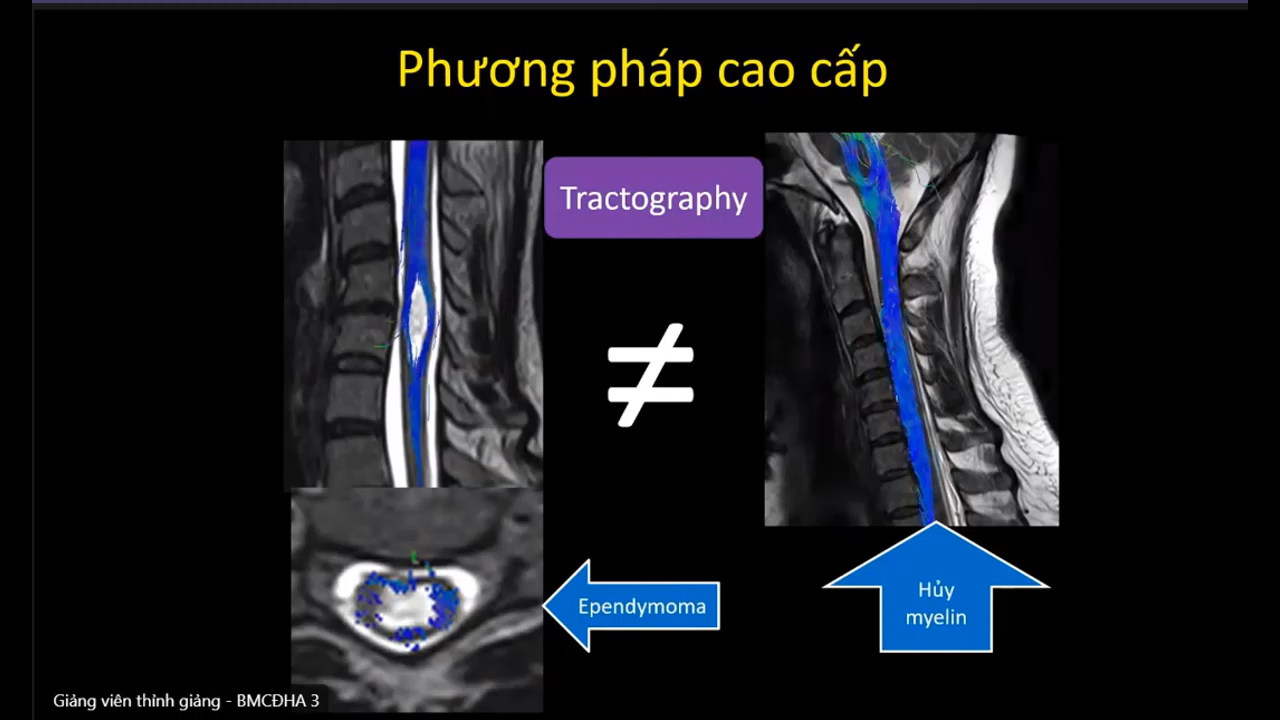 Phương pháp cao cấp
Tractography
≠
Ependymoma
Hủy
myelin
Giảng viên thỉnh giảng - BMCĐHA 3